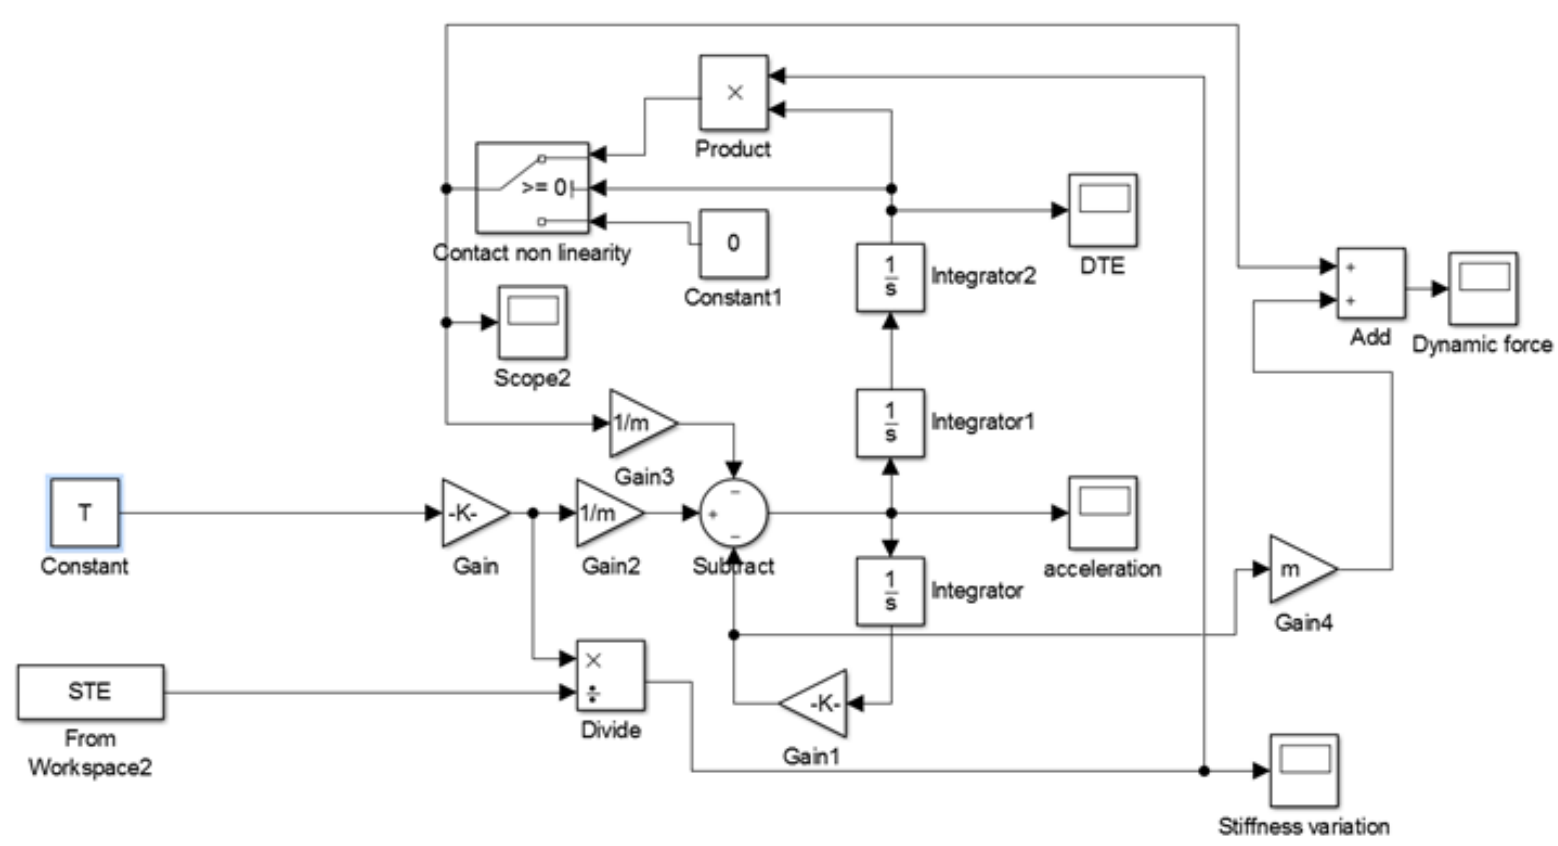 ×
Product
>= 0
Contact non linearity
0
Constant1
1
s
Integrator2
DTE
Scope2
+
+
Add
Dynamic force
1/m
Gain3
1
s
Integrator1
T
Constant
-K-
Gain
1/m
Gain2
−
+
−
Subtract
acceleration
1
s
Integrator
m
Gain4
STE
From
Workspace2
×
÷
Divide
-K-
Gain1
Stiffness variation